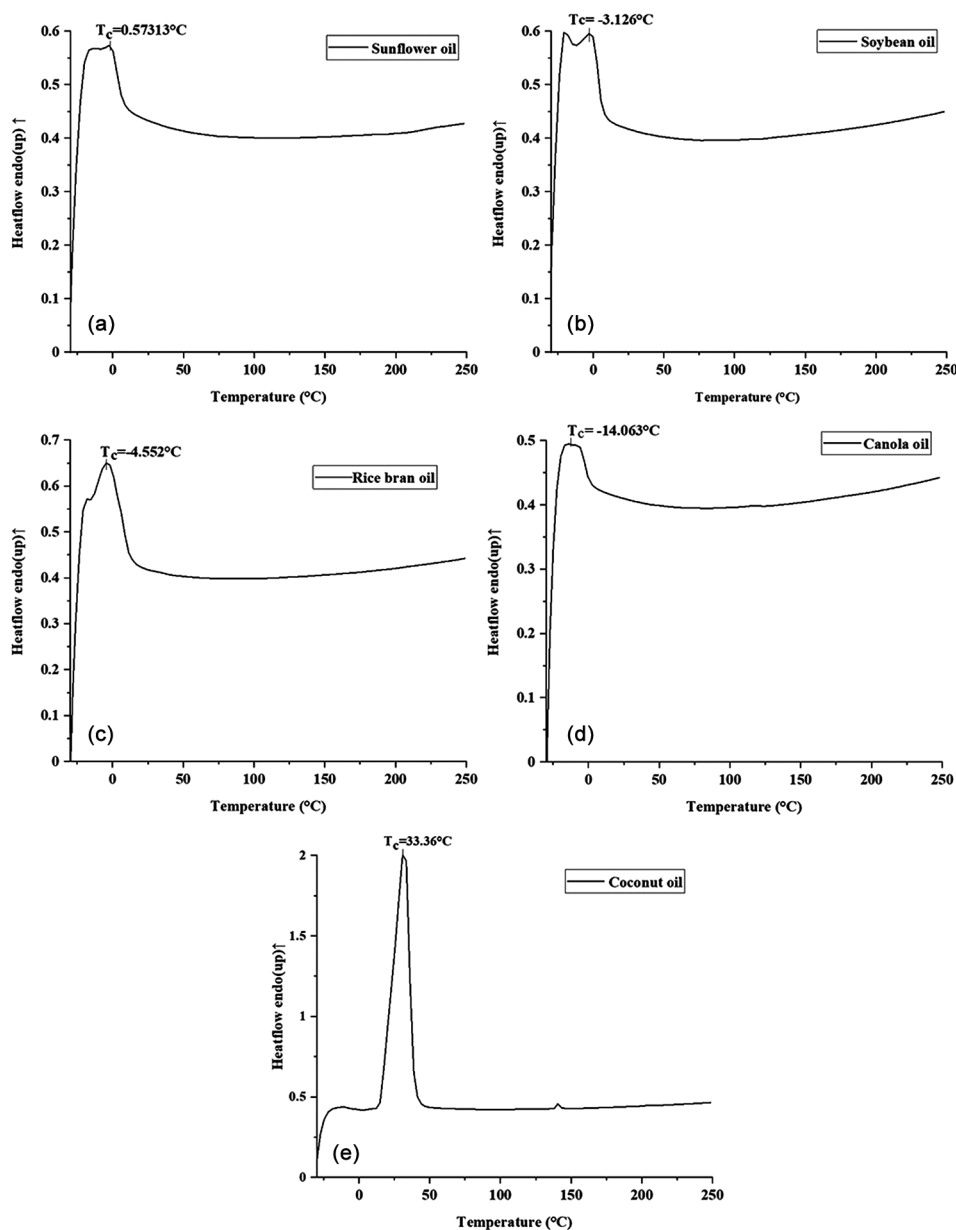 T_c=0.57313°C
Sunflower oil
0.6
0.5
0.4
0.3
0.2
0.1
0
Heatflow endo(up)↑
(a)
0 50 100 150 200 250
Temperature (°C)
Tc= -3.126°C
Soybean oil
0.6
0.5
0.4
0.3
0.2
0.1
0
Heatflow endo(up)↑
(b)
0 50 100 150 200 250
Temperature (°C)
T_c=-4.552°C
Rice bran oil
0.7
0.6
0.5
0.4
0.3
0.2
0.1
0
Heatflow endo(up)↑
(c)
0 50 100 150 200 250
Temperature (°C)
T_c= -14.063°C
Canola oil
0.5
0.4
0.3
0.2
0.1
0
Heatflow endo(up)↑
(d)
0 50 100 150 200 250
Temperature (°C)
T_c=33.36°C
Coconut oil
2
1.5
1
0.5
0
Heatflow endo(up)↑
(e)
0 50 100 150 200 250
Temperature (°C)